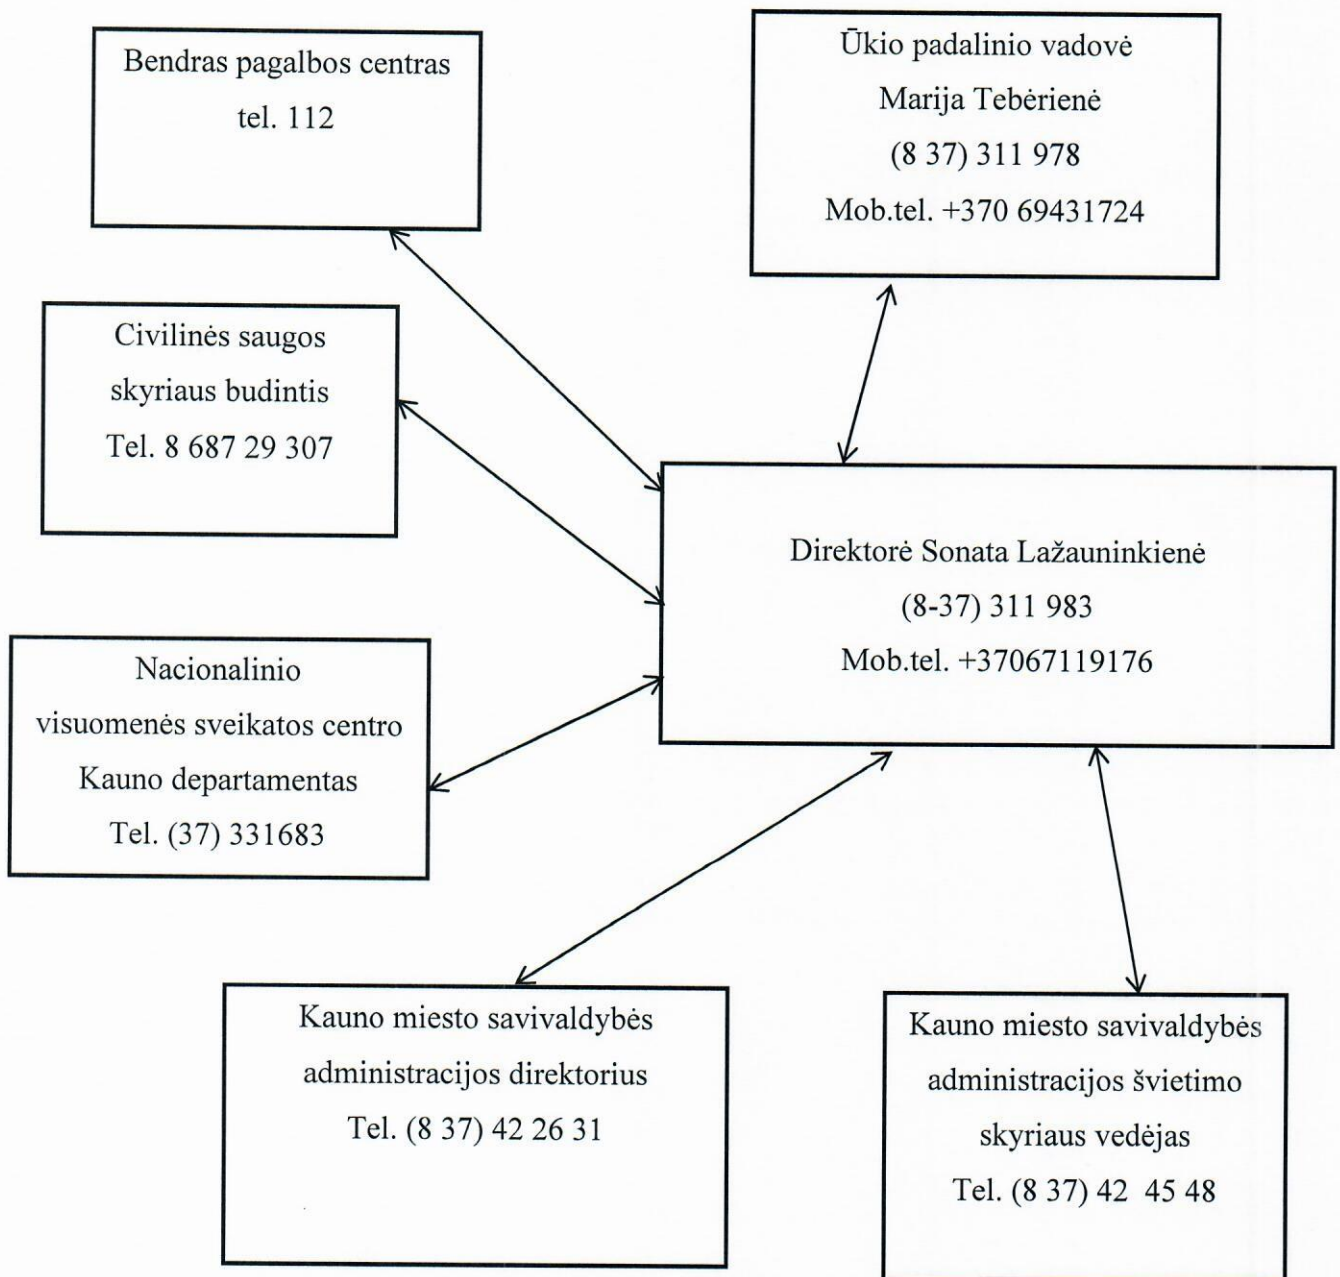 Bendras pagalbos centras
tel. 112
Ūkio padalinio vadovė
Marija Tebėrienė
(8 37) 311 978
Mob.tel. +370 69431724
Civilinės saugos
skyriaus budintis
Tel. 8 687 29 307
Direktorė Sonata Lažauninkienė
(8-37) 311 983
Mob.tel. +37067119176
Nacionalinio
visuomenės sveikatos centro
Kauno departamentas
Tel. (37) 331683
Kauno miesto savivaldybės
administracijos direktorius
Tel. (8 37) 42 26 31
Kauno miesto savivaldybės
administracijos švietimo
skyriaus vedėjas
Tel. (8 37) 42  45 48